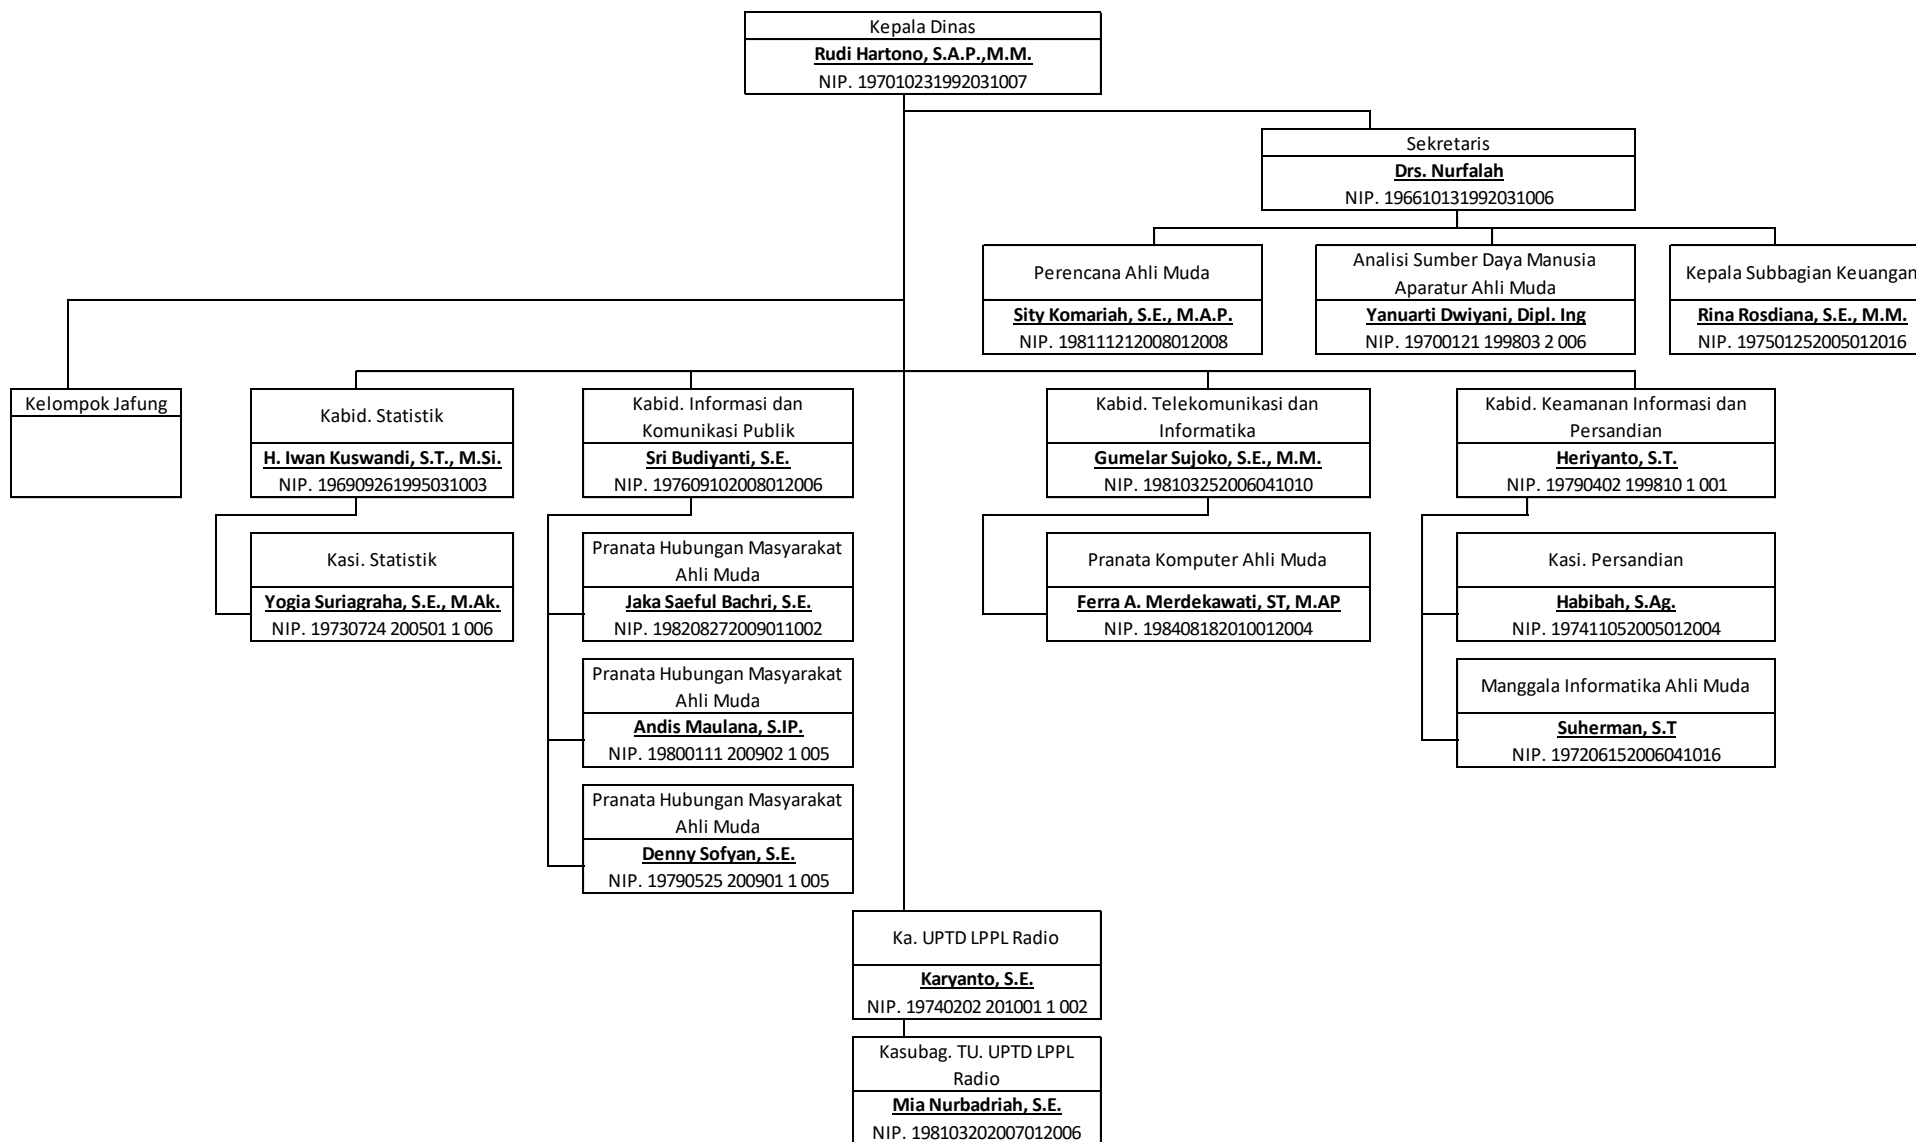 Kepala Dinas
Rudi Hartono, S.A.P.,M.M.
NIP. 197010231992031007
Sekretaris
Drs. Nurfalah
NIP. 196610131992031006
Perencana Ahli Muda
Sity Komariah, S.E., M.A.P.
NIP. 198111212008012008
Analisi Sumber Daya Manusia
Aparatur Ahli Muda
Yanuarti Dwiyani, Dipl. Ing
NIP. 19700121 199803 2 006
Kepala Subbagian Keuangan
Rina Rosdiana, S.E., M.M.
NIP. 197501252005012016
Kelompok Jafung
Kabid. Statistik
H. Iwan Kuswandi, S.T., M.Si.
NIP. 196909261995031003
Kabid. Informasi dan
Komunikasi Publik
Sri Budiyanti, S.E.
NIP. 197609102008012006
Kabid. Telekomunikasi dan
Informatika
Gumelar Sujoko, S.E., M.M.
NIP. 198103252006041010
Kabid. Keamanan Informasi dan
Persandian
Heriyanto, S.T.
NIP. 19790402 199810 1 001
Kasi. Statistik
Yogia Suriagraha, S.E., M.Ak.
NIP. 19730724 200501 1 006
Pranata Hubungan Masyarakat
Ahli Muda
Jaka Saeful Bachri, S.E.
NIP. 198208272009011002
Pranata Komputer Ahli Muda
Ferra A. Merdekawati, ST, M.AP
NIP. 198408182010012004
Kasi. Persandian
Habibah, S.Ag.
NIP. 197411052005012004
Pranata Hubungan Masyarakat
Ahli Muda
Andis Maulana, S.IP.
NIP. 19800111 200902 1 005
Manggala Informatika Ahli Muda
Suherman, S.T
NIP. 197206152006041016
Pranata Hubungan Masyarakat
Ahli Muda
Denny Sofyan, S.E.
NIP. 19790525 200901 1 005
Ka. UPTD LPPL Radio
Karyanto, S.E.
NIP. 19740202 201001 1 002
Kasubag. TU. UPTD LPPL
Radio
Mia Nurbadriah, S.E.
NIP. 198103202007012006